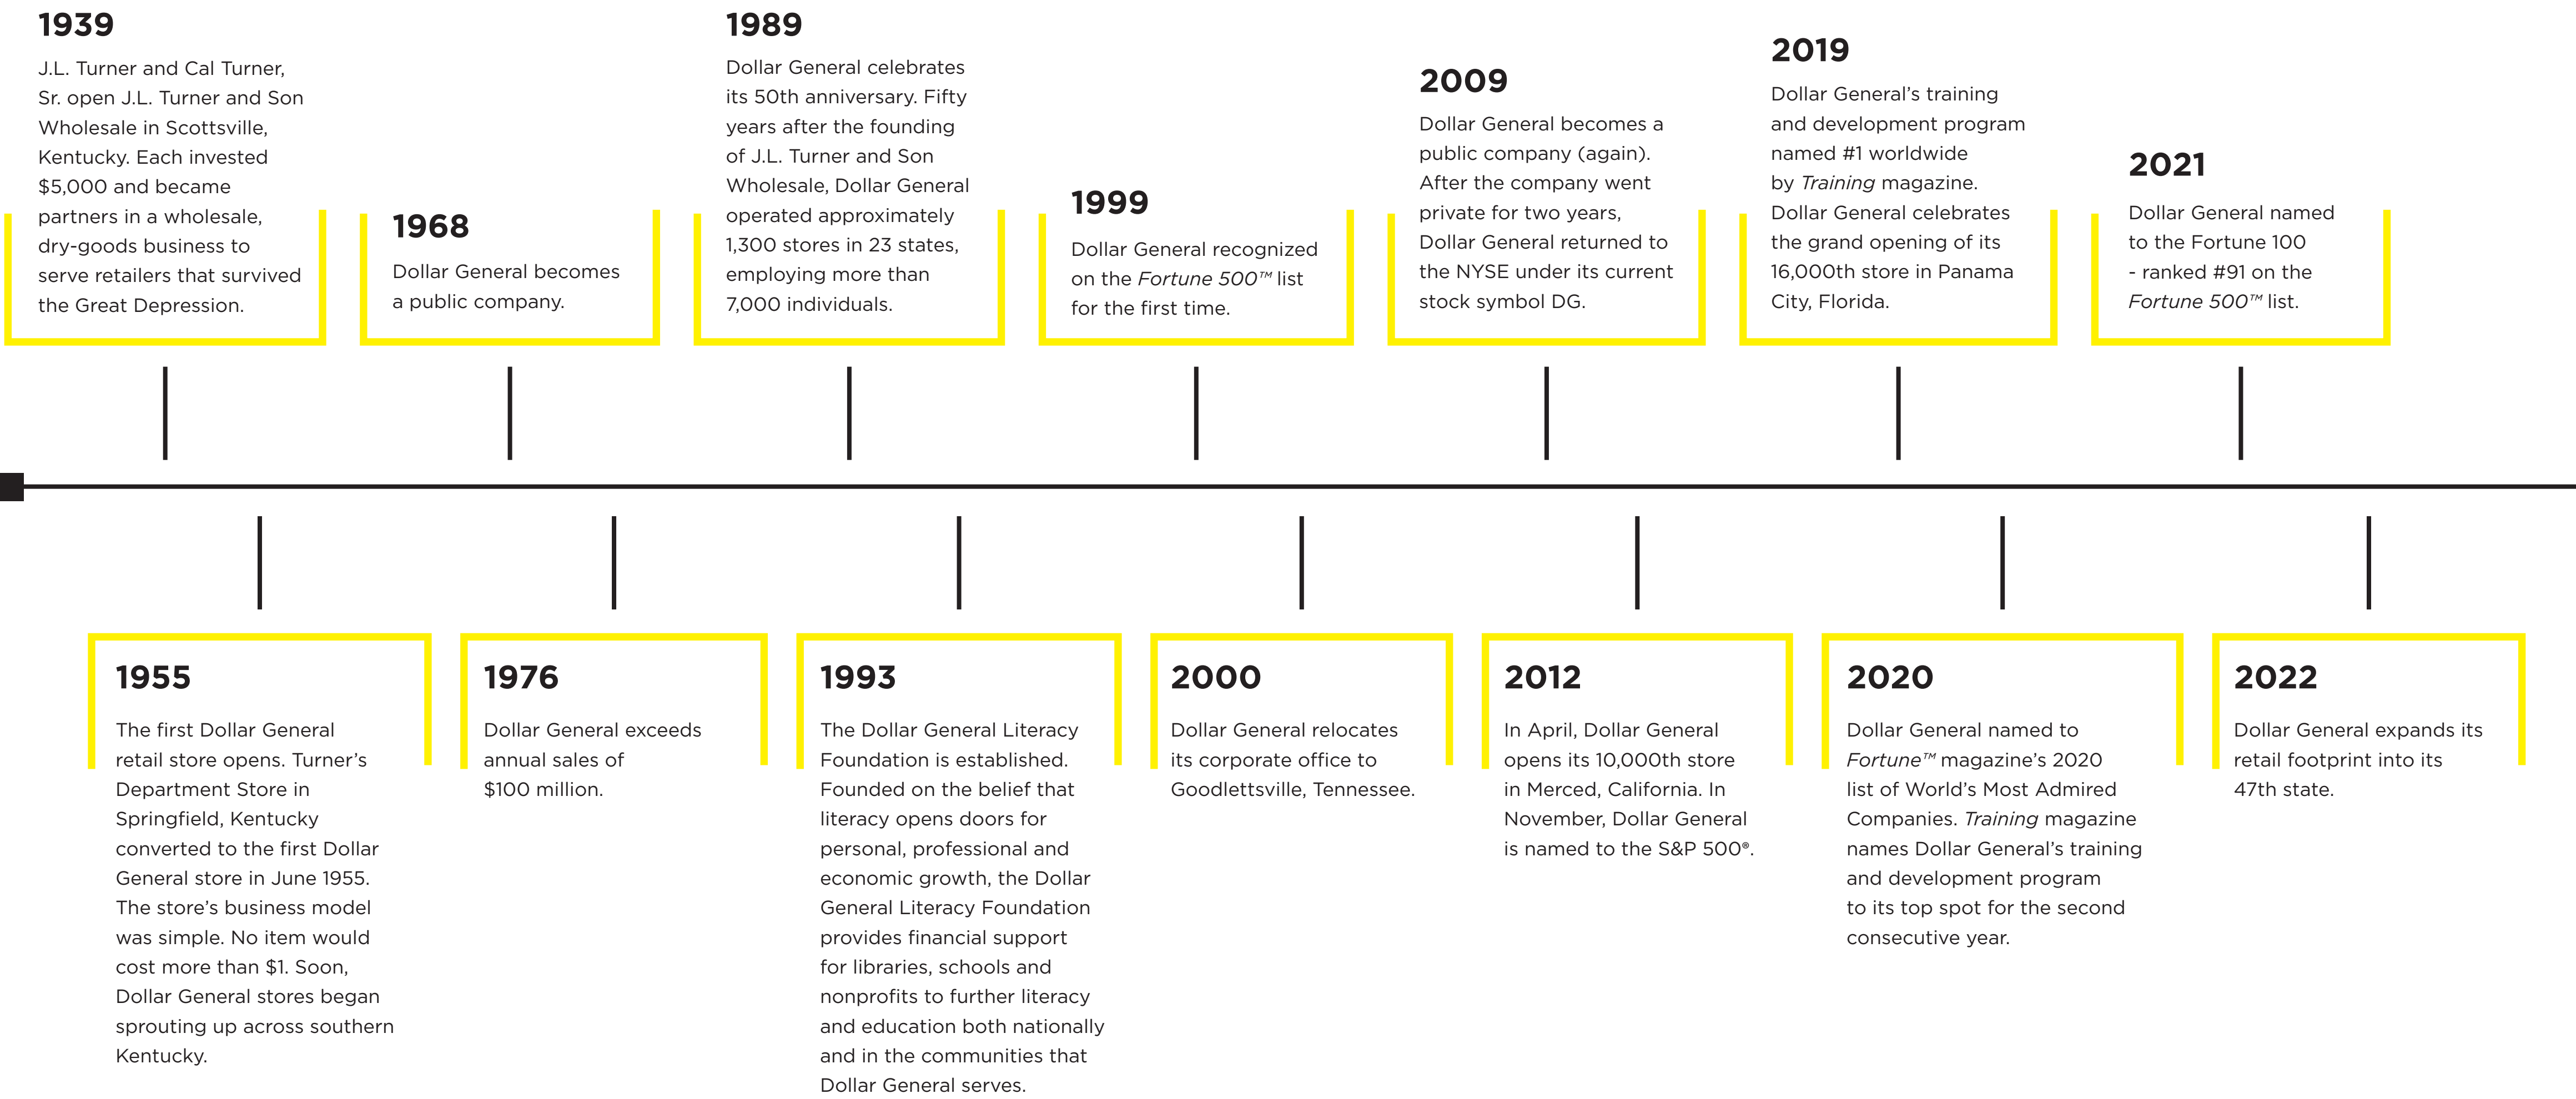 1939
J.L. Turner and Cal Turner,
Sr. open J.L. Turner and Son
Wholesale in Scottsville,
Kentucky. Each invested
$5,000 and became
partners in a wholesale,
dry-goods business to
serve retailers that survived
the Great Depression.
1968
Dollar General becomes
a public company.
1989
Dollar General celebrates
its 50th anniversary. Fifty
years after the founding
of J.L. Turner and Son
Wholesale, Dollar General
operated approximately
1,300 stores in 23 states,
employing more than
7,000 individuals.
1999
Dollar General recognized
on the Fortune 500™ list
for the first time.
2009
Dollar General becomes a
public company (again).
After the company went
private for two years,
Dollar General returned to
the NYSE under its current
stock symbol DG.
2019
Dollar General’s training
and development program
named #1 worldwide
by Training magazine.
Dollar General celebrates
the grand opening of its
16,000th store in Panama
City, Florida.
2021
Dollar General named
to the Fortune 100
- ranked #91 on the
Fortune 500™ list.
1955
The first Dollar General
retail store opens. Turner’s
Department Store in
Springfield, Kentucky
converted to the first Dollar
General store in June 1955.
The store’s business model
was simple. No item would
cost more than $1. Soon,
Dollar General stores began
sprouting up across southern
Kentucky.
1976
Dollar General exceeds
annual sales of
$100 million.
1993
The Dollar General Literacy
Foundation is established.
Founded on the belief that
literacy opens doors for
personal, professional and
economic growth, the Dollar
General Literacy Foundation
provides financial support
for libraries, schools and
nonprofits to further literacy
and education both nationally
and in the communities that
Dollar General serves.
2000
Dollar General relocates
its corporate office to
Goodlettsville, Tennessee.
2012
In April, Dollar General
opens its 10,000th store
in Merced, California. In
November, Dollar General
is named to the S&P 500®.
2020
Dollar General named to
Fortune™ magazine’s 2020
list of World’s Most Admired
Companies. Training magazine
names Dollar General’s training
and development program
to its top spot for the second
consecutive year.
2022
Dollar General expands its
retail footprint into its
47th state.